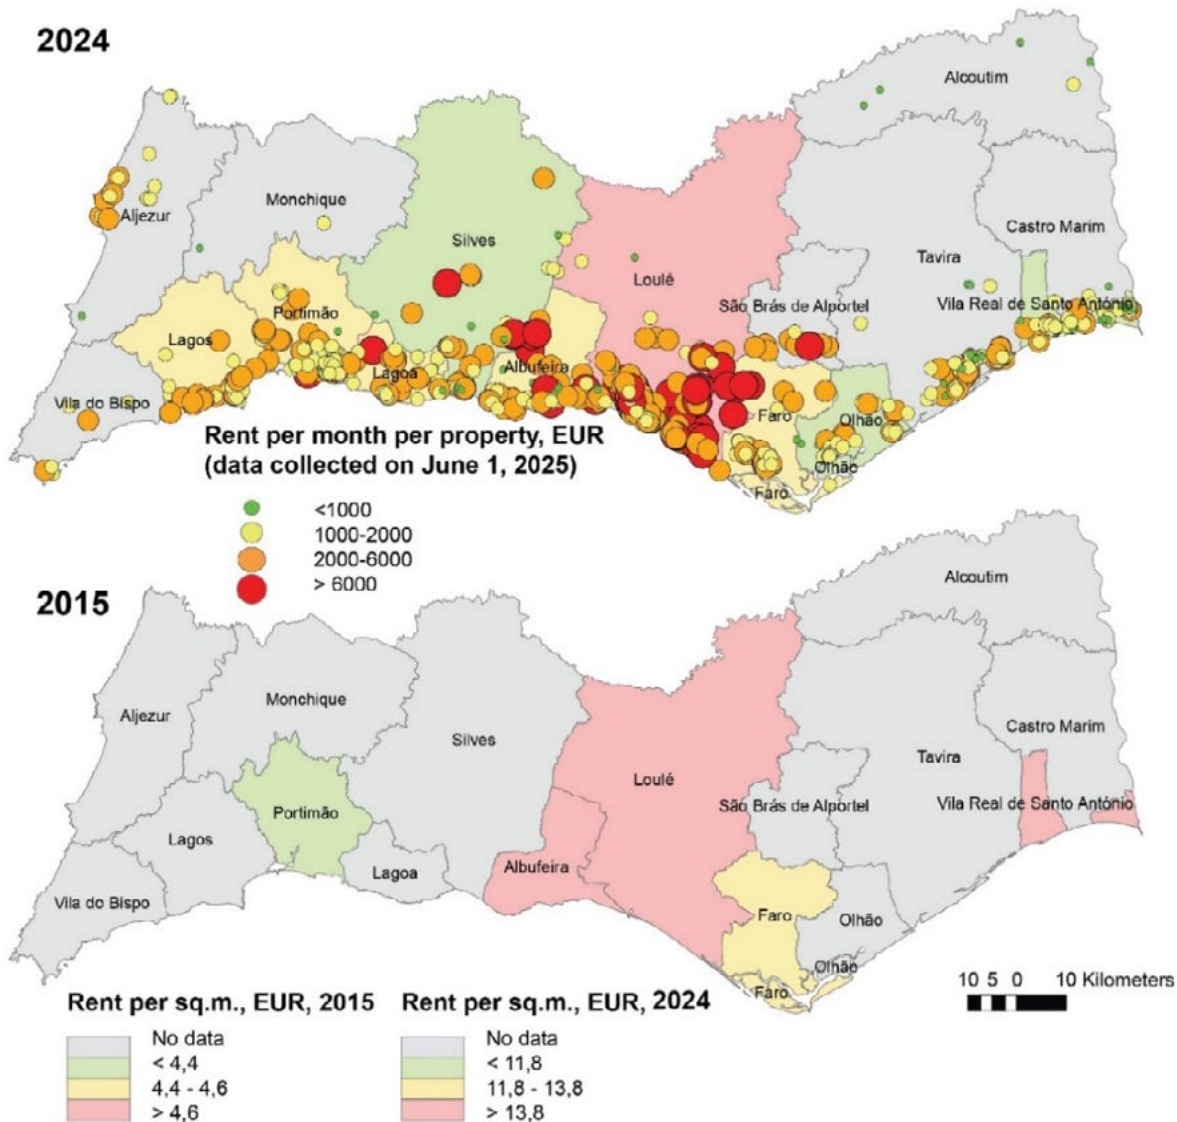 2024
Alcoutim
Monchique
Aljezur
Silves
Castro Marim
Tavira
Loulé
São Brás de Alportel
Vila Real de Santo António
Portimão
Lagos
Lagoa
Albufeira
Vila do Bispo
Faro
Olhão
Olhão
Faro
Rent per month per property, EUR
(data collected on June 1, 2025)
<1000
1000-2000
2000-6000
> 6000
2015
Alcoutim
Monchique
Aljezur
Castro Marim
Silves
Tavira
Loulé
São Brás de Alportel
Vila Real de Santo António
Portimão
Lagos
Albufeira
Lagoa
Vila do Bispo
Faro
Olhão
Olhão
Faro
10 5 0 10 Kilometers
Rent per sq.m., EUR, 2015
No data
< 4,4
4,4 - 4,6
> 4,6
Rent per sq.m., EUR, 2024
No data
< 11,8
11,8 - 13,8
> 13,8